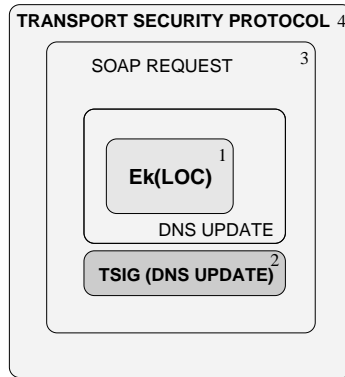 TRANSPORT SECURITY PROTOCOL 4
SOAP REQUEST 3
1
Ek(LOC)
DNS UPDATE
2
TSIG (DNS UPDATE)